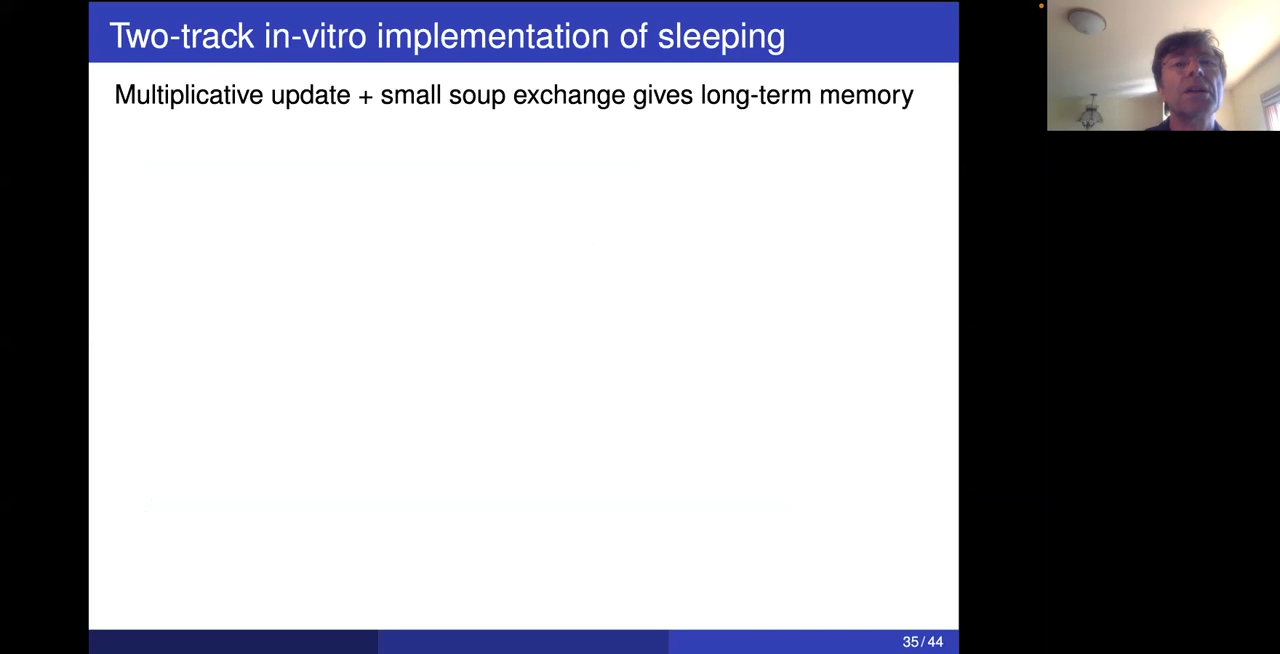 Two-track in-vitro implementation of sleeping
Multiplicative update + small soup exchange gives long-term memory
35 / 44